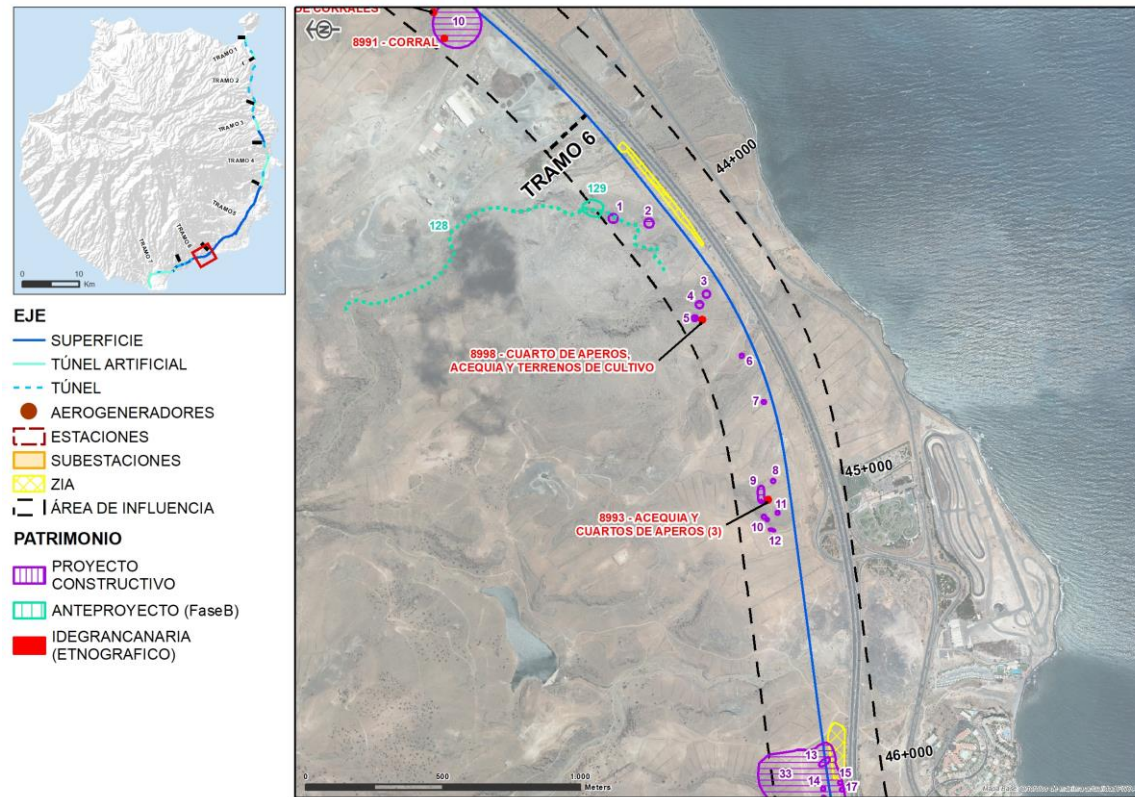 TRAMO 1
TRAMO 2
TRAMO 3
TRAMO 4
TRAMO 5
TRAMO 6
TRAMO 7
0 10
Km
EJE
SUPERFICIE
TÚNEL ARTIFICIAL
TÚNEL
AEROGENERADORES
ESTACIONES
SUBESTACIONES
ZIA
ÁREA DE INFLUENCIA
PATRIMONIO
PROYECTO
CONSTRUCTIVO
ANTEPROYECTO (FaseB)
IDEGRANCANARIA
(ETNOGRAFICO)
DE CORRALES
10
N
8991 - CORRAL
TRAMO 6
44+000
129
128
1
2
3
4
5
8998 - CUARTO DE APEROS,
ACEQUIA Y TERRENOS DE CULTIVO
6
7
45+000
8
9
8993 - ACEQUIA Y
CUARTOS DE APEROS (3)
11
10
12
46+000
13
33
15
14
17
0 500 1.000
Meters